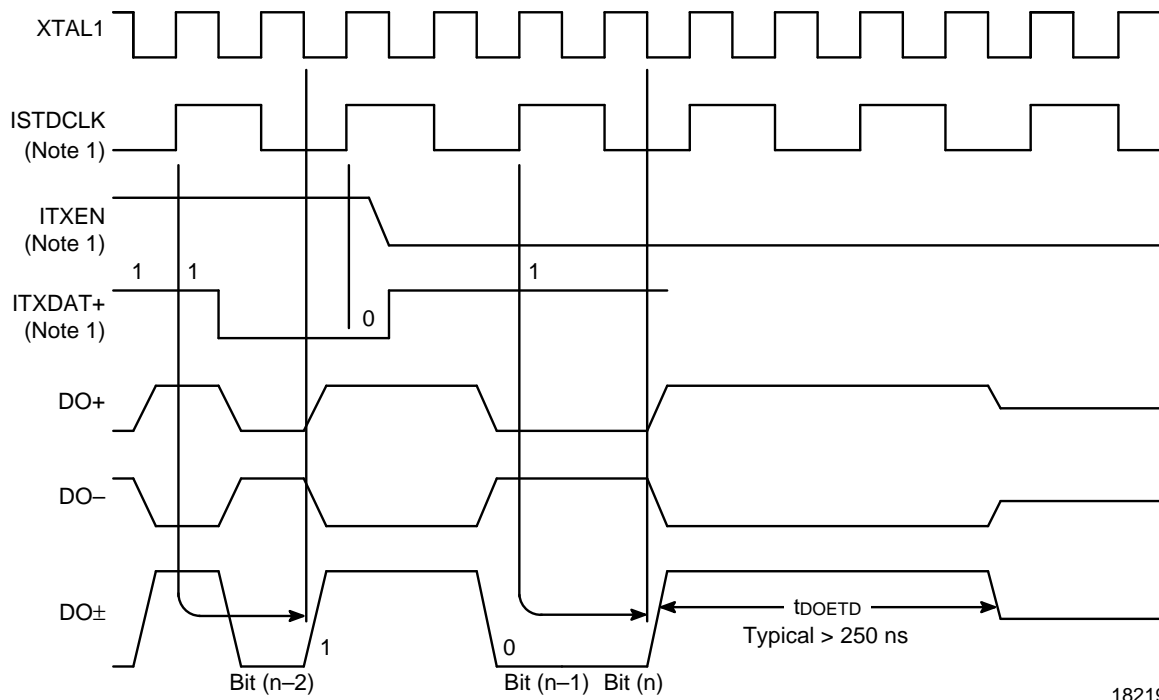 XTAL1
ISTDCLK
(Note 1)
ITXEN
(Note 1)
1 1 1
ITXDAT+
(Note 1)
0
DO+
DO–
DO±
tDOETD
Typical > 250 ns
1 0
Bit (n–2) Bit (n–1) Bit (n)
18219